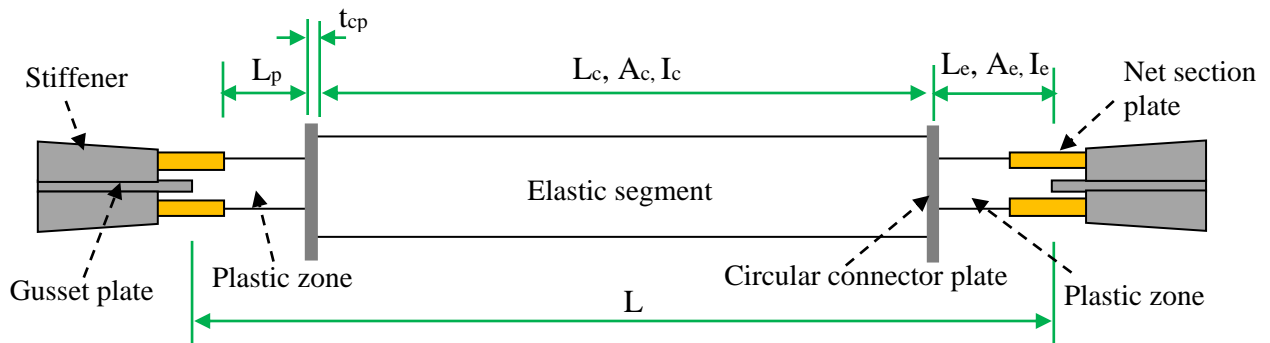 tcp
Lp
Lc, Ac, Ic
Le, Ae, Ie
Stiffener
Net section
plate
Elastic segment
Gusset plate
Plastic zone
Circular connector plate
Plastic zone
L